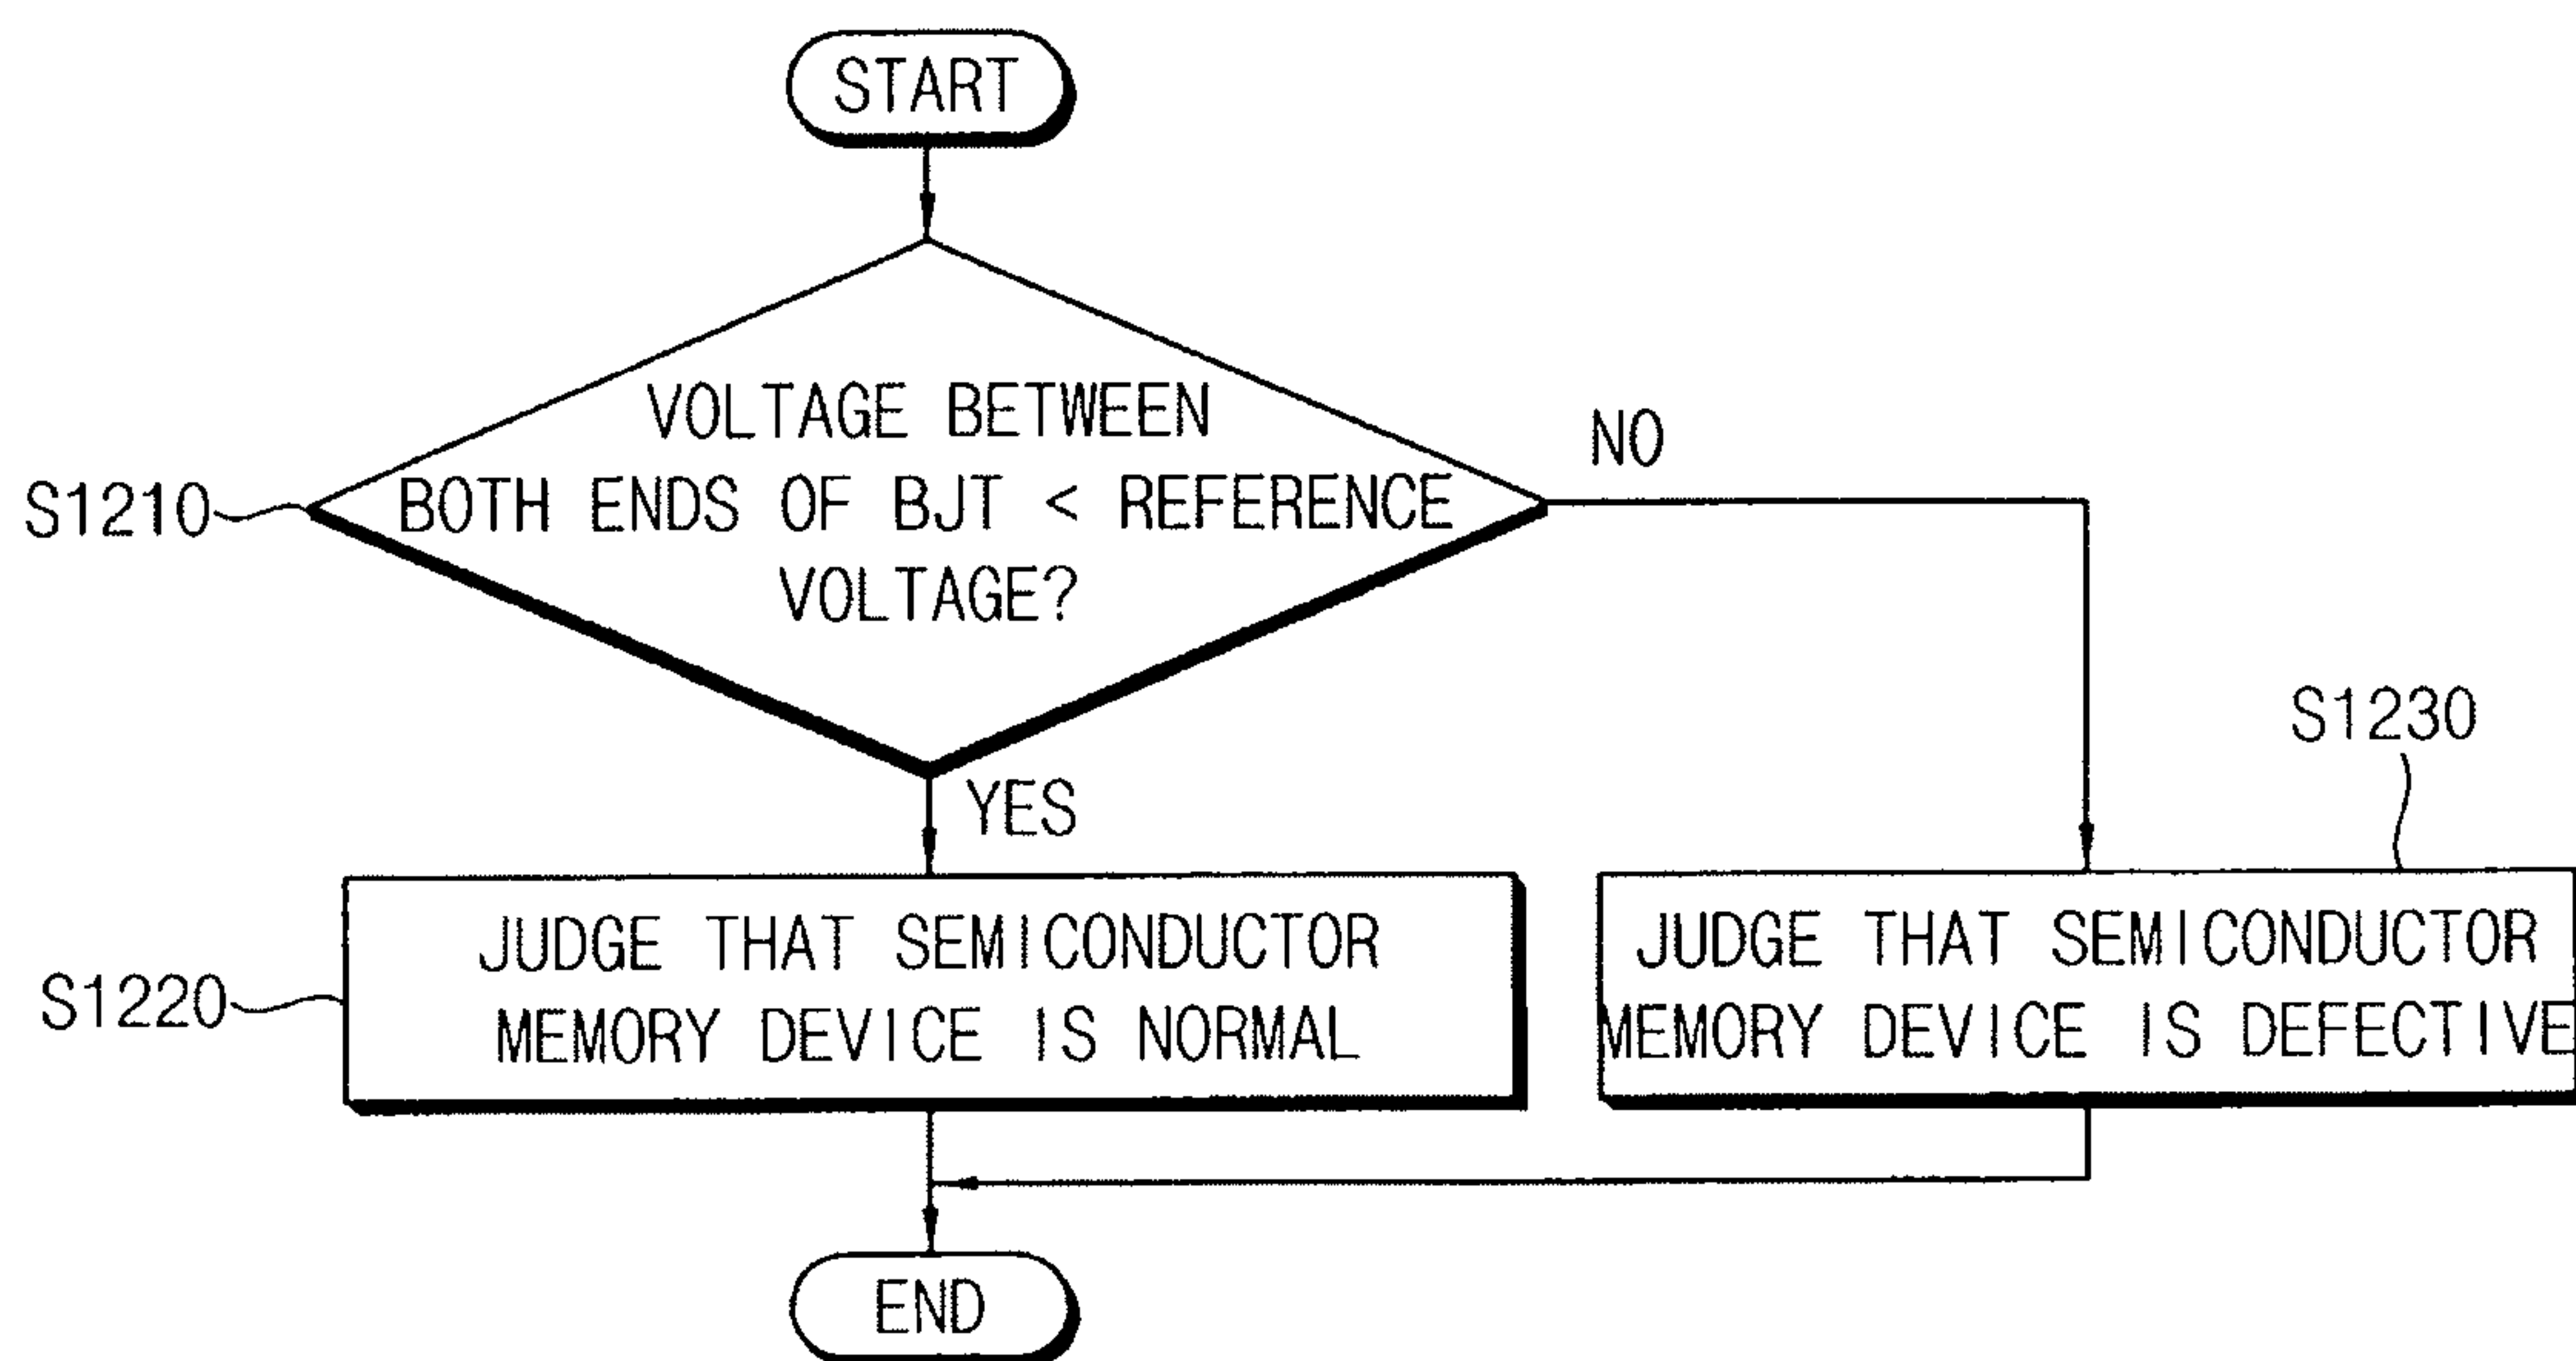 START
VOLTAGE BETWEEN
BOTH ENDS OF BJT < REFERENCE
VOLTAGE?
S1210
NO
YES
S1230
JUDGE THAT SEMICONDUCTOR
MEMORY DEVICE IS NORMAL
S1220
JUDGE THAT SEMICONDUCTOR
MEMORY DEVICE IS DEFECTIVE
END